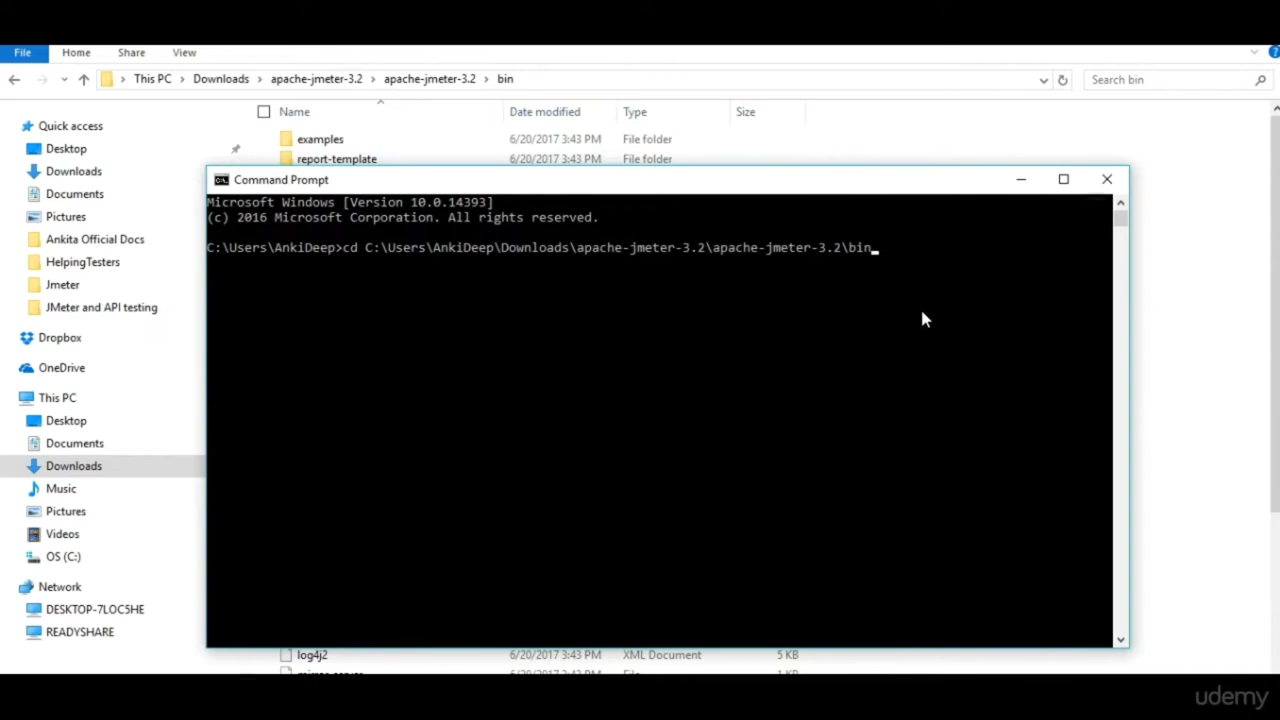 File Home Share View
This PC Downloads apache-jmeter-3.2 apache-jmeter-3.2 bin Search bin
Name Date modified Type Size
Quick access
Desktop
Downloads
Documents
Pictures
Ankita Official Docs
HelpingTesters
Jmeter
JMeter and API testing
Dropbox
OneDrive
This PC
Desktop
Documents
Downloads
Music
Pictures
Videos
OS (C:)
Network
DESKTOP-7LOC5HE
READYSHARE
examples 6/20/2017 3:43 PM File folder
report-template 6/20/2017 3:43 PM File folder
Command Prompt
Microsoft Windows [Version 10.0.14393]
(c) 2016 Microsoft Corporation. All rights reserved.
C:\Users\AnkiDeep>cd C:\Users\AnkiDeep\Downloads\apache-jmeter-3.2\apache-jmeter-3.2\bin
log4j2 6/20/2017 3:43 PM XML Document 5 KB
udemy